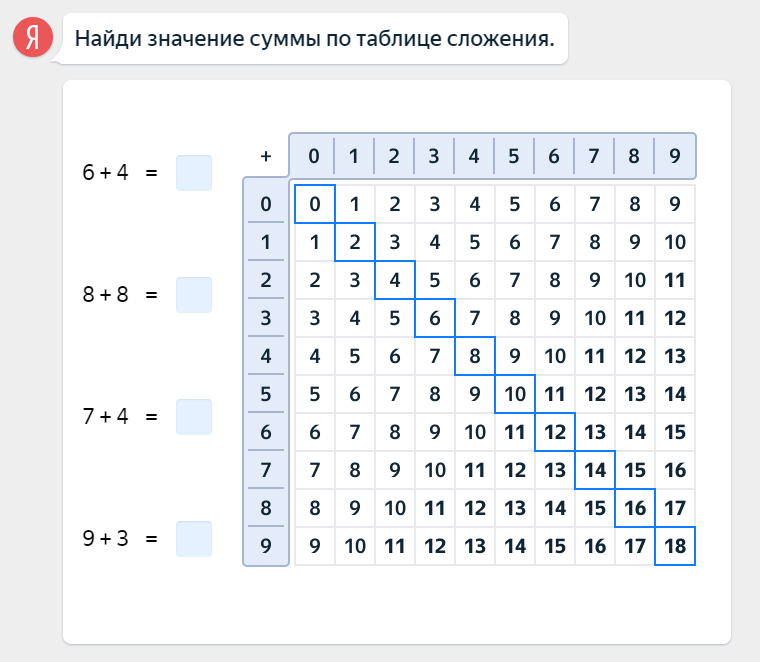 Я
Найди значение суммы по таблице сложения.
6 + 4 =
8 + 8 =
7 + 4 =
9 + 3 =
+ 0 1 2 3 4 5 6 7 8 9
0 0 1 2 3 4 5 6 7 8 9
1 1 2 3 4 5 6 7 8 9 10
2 2 3 4 5 6 7 8 9 10 11
3 3 4 5 6 7 8 9 10 11 12
4 4 5 6 7 8 9 10 11 12 13
5 5 6 7 8 9 10 11 12 13 14
6 6 7 8 9 10 11 12 13 14 15
7 7 8 9 10 11 12 13 14 15 16
8 8 9 10 11 12 13 14 15 16 17
9 9 10 11 12 13 14 15 16 17 18